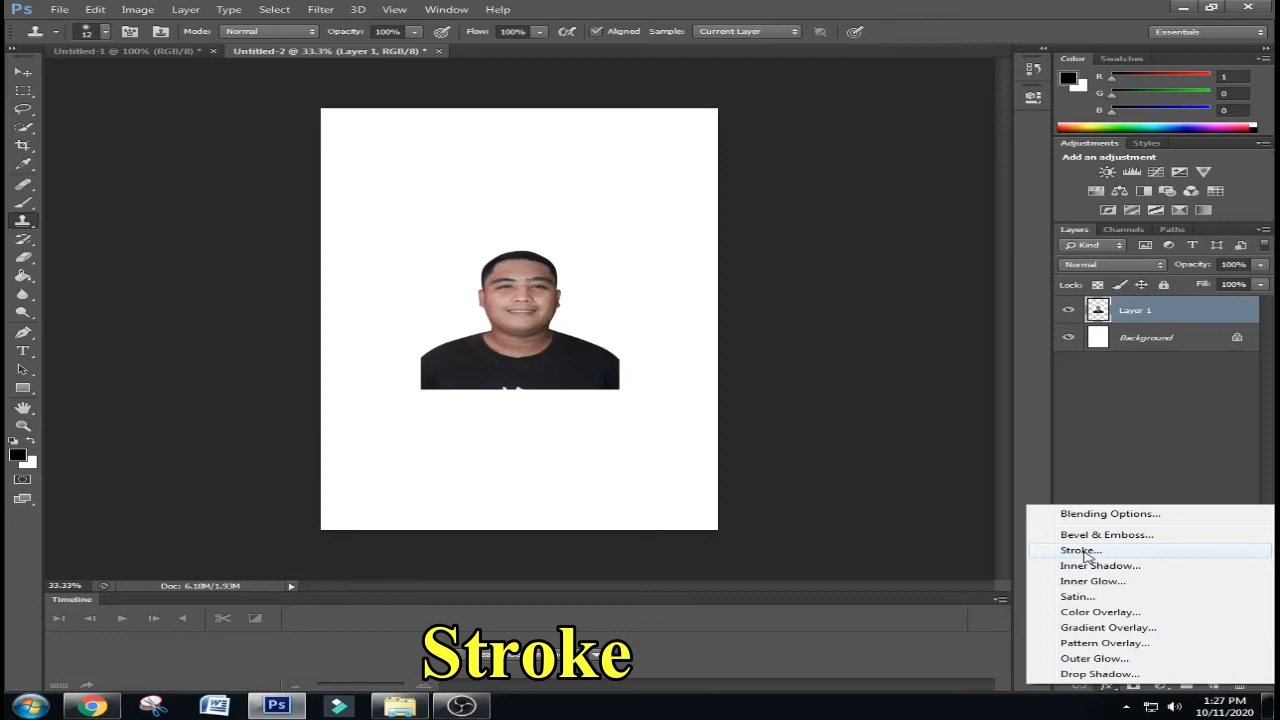 Ps File Edit Image Layer Type Select Filter 3D View Window Help
12 Mode: Normal Opacity: 100% Flow: 100% Aligned Sample: Current Layer Essentials
Untitled-1 @ 100% (RGB/8) * × Untitled-2 @ 33.3% (Layer 1, RGB/8) * ×
Color Swatches
R 1
G 0
B 0
Adjustments Styles
Add an adjustment
Layers Channels Paths
Kind
Normal Opacity: 100%
Lock: Fill: 100%
Layer 1
Background
Blending Options...
Bevel & Emboss...
Stroke...
Inner Shadow...
Inner Glow...
Satin...
Color Overlay...
Gradient Overlay...
Pattern Overlay...
Outer Glow...
Drop Shadow...
33.33% Doc: 6.18M/1.93M
Timeline
Stroke
Ps
1:27 PM
10/11/2020